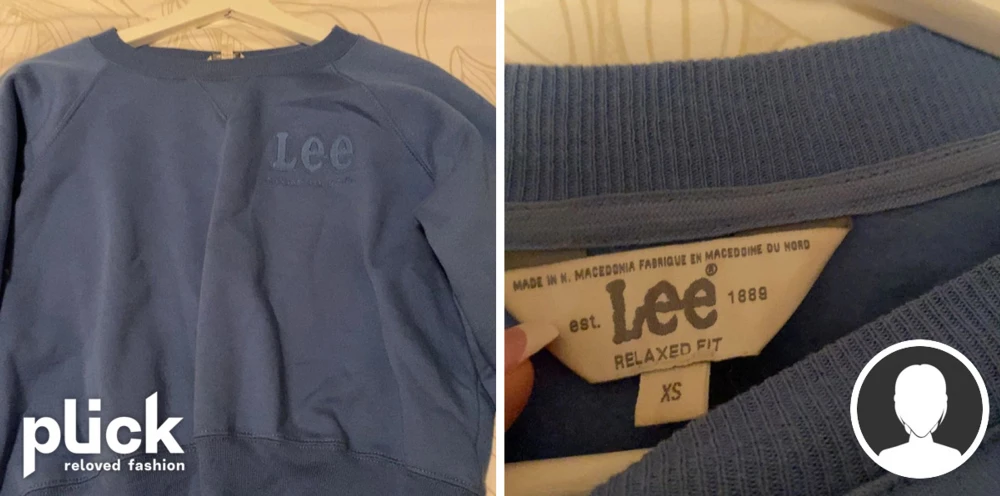 Lee
plick
reloved fashion
MADE IN N. MACEDONIA FABRIQUE EN MACEDOINE DU NORD
Lee®
est. 1889
RELAXED FIT
XS